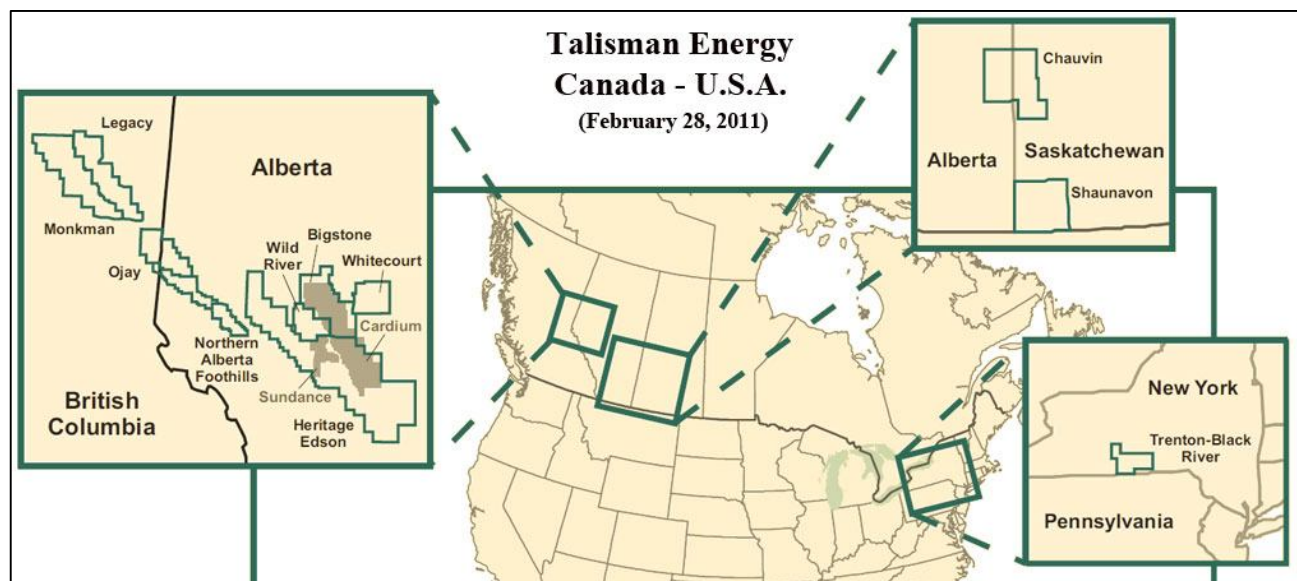 Talisman Energy
Canada - U.S.A.
(February 28, 2011)
Legacy
Alberta
Monkman
Ojay
Bigstone
Wild
River
Whitecourt
Cardium
Northern
Alberta
Foothills
Sundance
Heritage
Edson
British
Columbia
Chauvin
Alberta
Saskatchewan
Shaunavon
New York
Trenton-Black
River
Pennsylvania